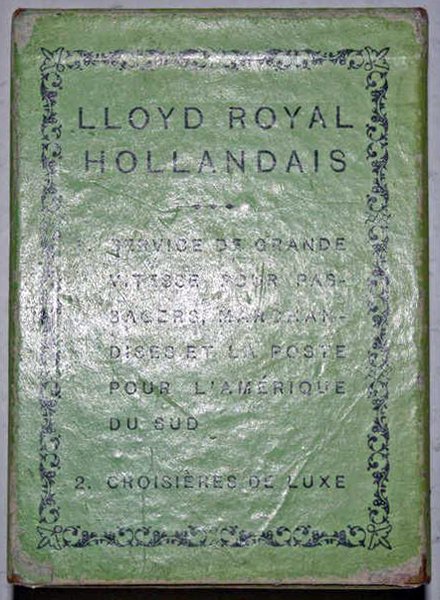 LLOYD ROYAL
HOLLANDAIS
1. SERVICE DE GRANDE
VITESSE POUR PAS-
SAGERS, MARCHAN-
DISES ET LA POSTE
POUR L'AMÉRIQUE
DU SUD
2. CROISIÈRES DE LUXE